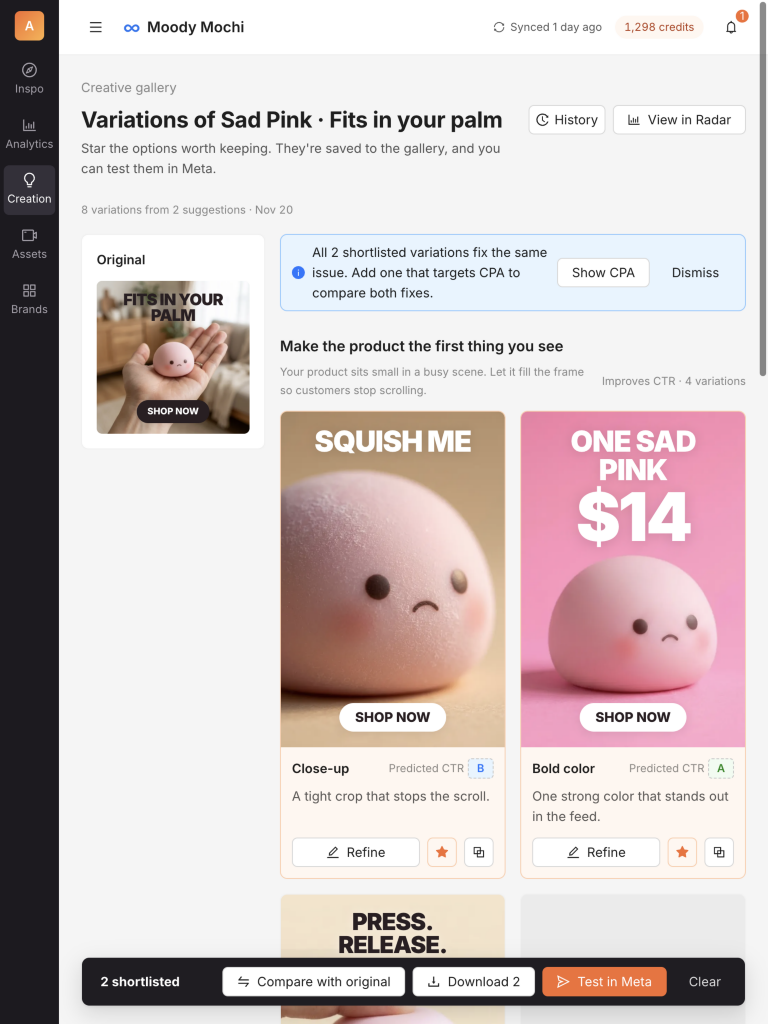 A
Inspo
Analytics
Creation
Assets
Brands
Moody Mochi
Synced 1 day ago
1,298 credits
1
Creative gallery
Variations of Sad Pink · Fits in your palm
History
View in Radar
Star the options worth keeping. They're saved to the gallery, and you
can test them in Meta.
8 variations from 2 suggestions · Nov 20
Original
FITS IN YOUR
PALM
SHOP NOW
All 2 shortlisted variations fix the same
issue. Add one that targets CPA to
compare both fixes.
Show CPA
Dismiss
Make the product the first thing you see
Your product sits small in a busy scene. Let it fill the frame
so customers stop scrolling.
Improves CTR · 4 variations
SQUISH ME
SHOP NOW
Close-up
Predicted CTR B
A tight crop that stops the scroll.
Refine
ONE SAD
PINK
$14
SHOP NOW
Bold color
Predicted CTR A
One strong color that stands out
in the feed.
Refine
PRESS.
RELEASE.
2 shortlisted
Compare with original
Download 2
Test in Meta
Clear